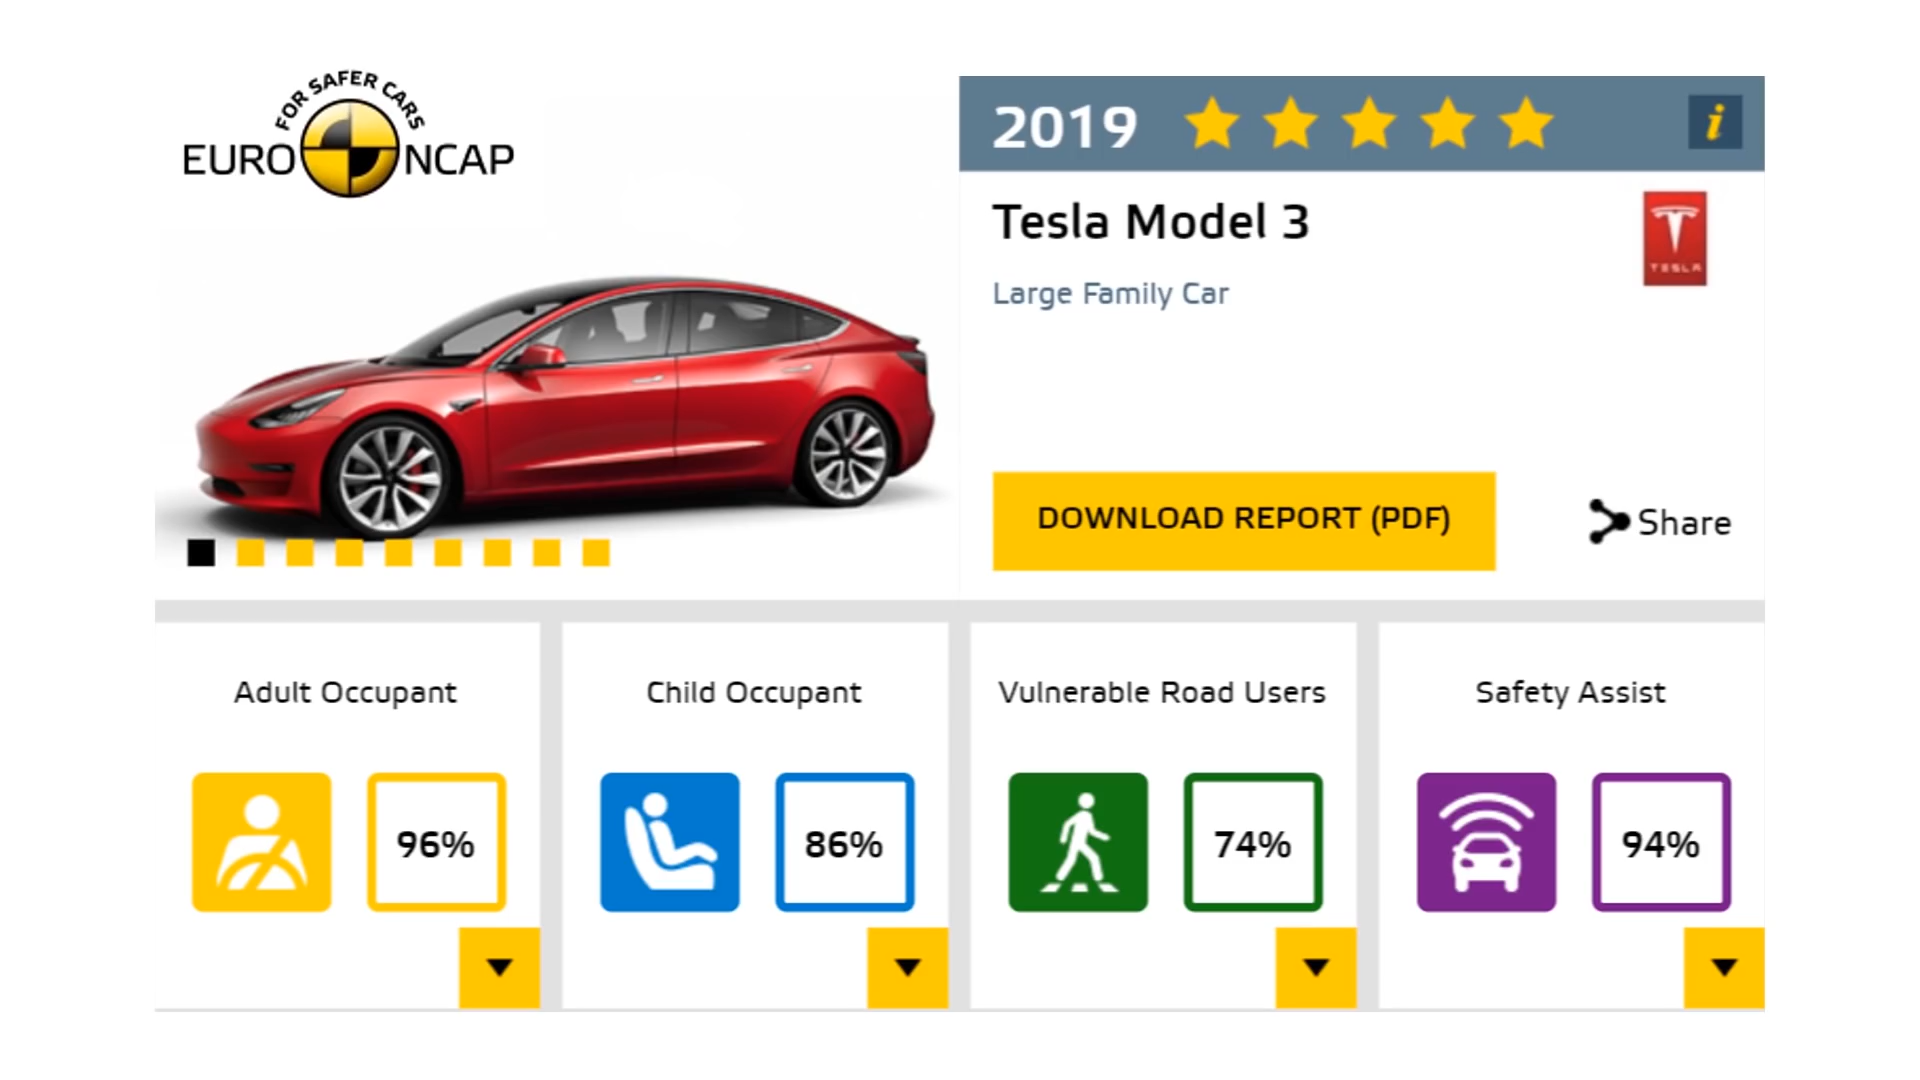 FOR SAFER CARS
EURO NCAP
2019
i
Tesla Model 3
TESLA
Large Family Car
DOWNLOAD REPORT (PDF)
Share
Adult Occupant
Child Occupant
Vulnerable Road Users
Safety Assist
96%
86%
74%
94%